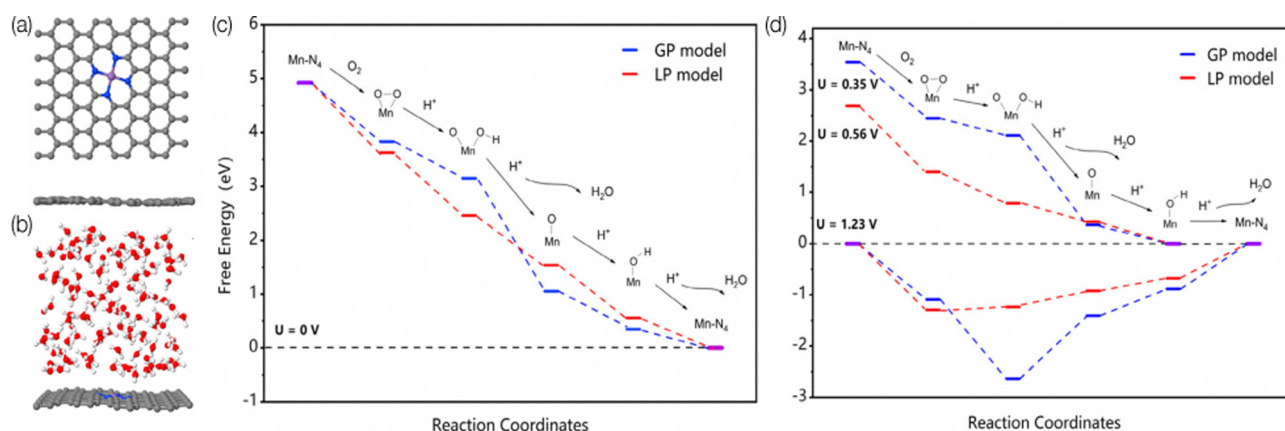 (a)
(b)
(c)
Free Energy (eV)
6
5
4
3
2
1
0
-1
GP model
LP model
Mn-N₄
O₂
O O
Mn
H⁺
O O H
Mn
H⁺
H₂O
O
Mn
H⁺
H
O
Mn
H⁺
H₂O
Mn-N₄
U = 0 V
Reaction Coordinates
(d)
4
3
2
1
0
-1
-2
-3
GP model
LP model
Mn-N₄
O₂
O O
Mn
H⁺
O O H
Mn
H⁺
H₂O
O
Mn
H⁺
H
O
Mn
H⁺
H₂O
Mn-N₄
U = 0.35 V
U = 0.56 V
U = 1.23 V
Reaction Coordinates